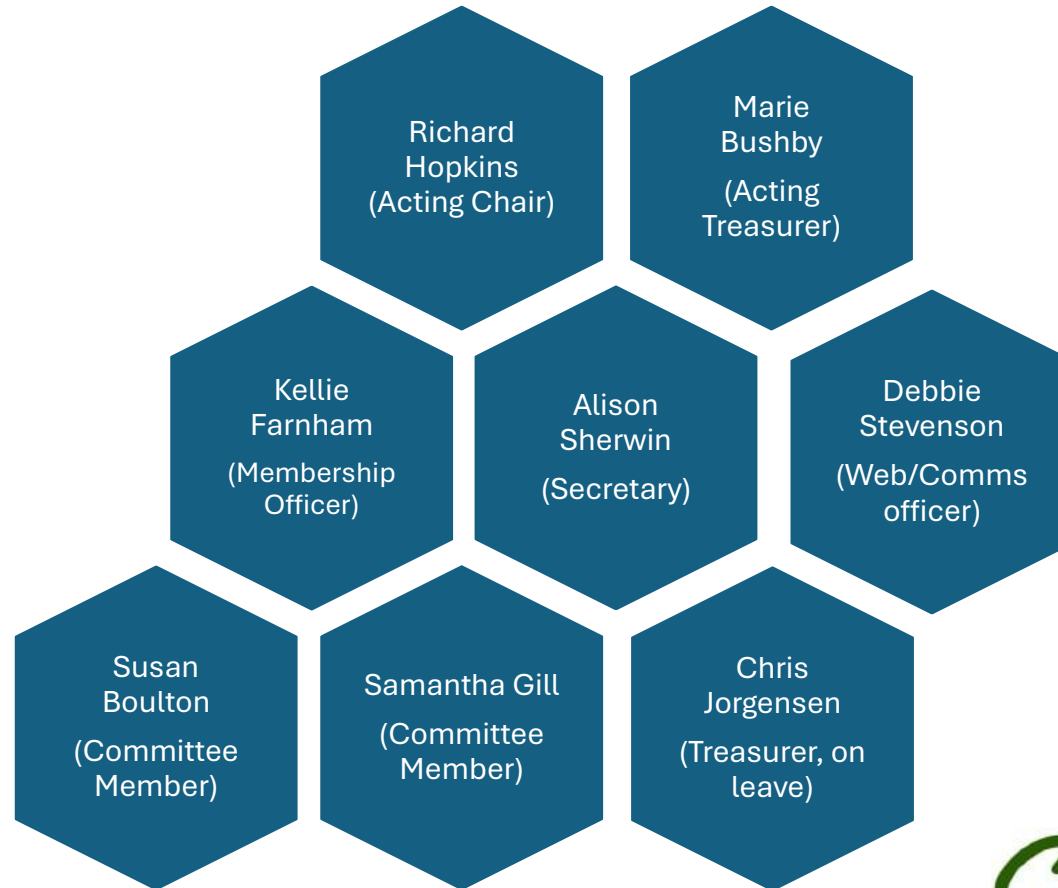 Richard
Hopkins
(Acting Chair)
Marie
Bushby
(Acting
Treasurer)
Kellie
Farnham
(Membership
Officer)
Alison
Sherwin
(Secretary)
Debbie
Stevenson
(Web/Comms
officer)
Susan
Boulton
(Committee
Member)
Samantha Gill
(Committee
Member)
Chris
Jorgensen
(Treasurer, on
leave)